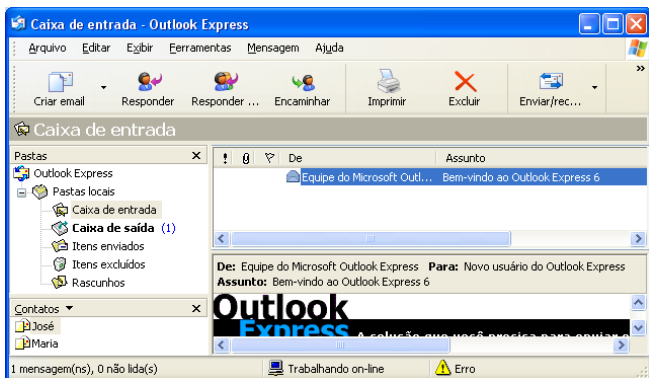 Caixa de entrada - Outlook Express
Arquivo Editar Exibir Ferramentas Mensagem Ajuda
Criar email Responder Responder ... Encaminhar Imprimir Excluir Enviar/rec... »
Caixa de entrada
Pastas x
! De Assunto
Outlook Express
Equipe do Microsoft Outl... Bem-vindo ao Outlook Express 6
Pastas locais
Caixa de entrada
Caixa de saída (1)
Itens enviados
Itens excluídos
Rascunhos
De: Equipe do Microsoft Outlook Express Para: Novo usuário do Outlook Express
Assunto: Bem-vindo ao Outlook Express 6
Contatos x
José
Maria
Outlook
Express A solução que você precisa para enviar e
1 mensagem(ns), 0 não lida(s) Trabalhando on-line Erro